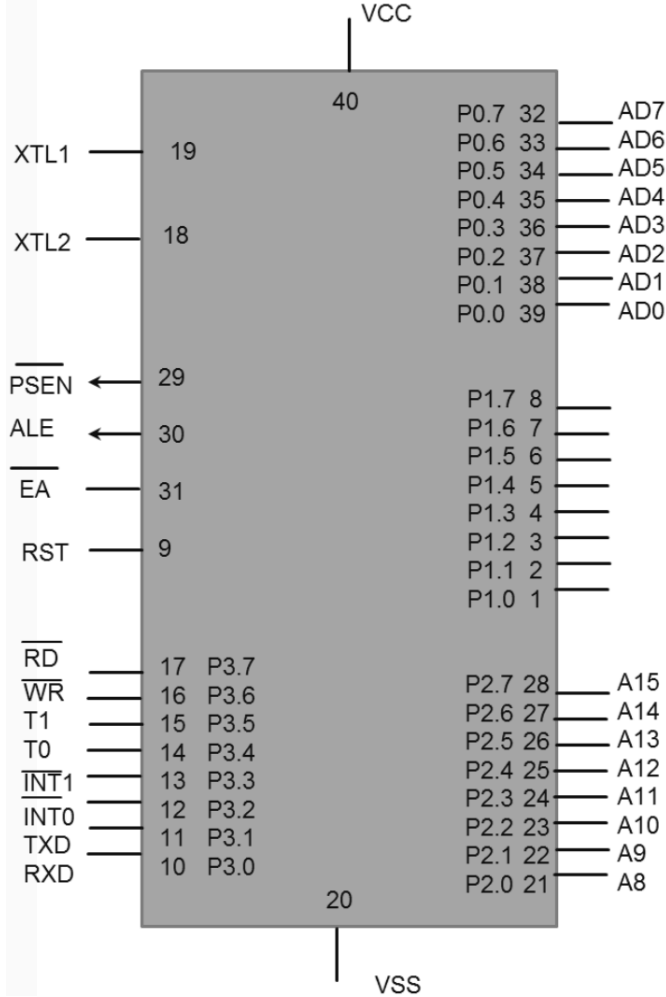 VCC
40
P0.7 32 AD7
P0.6 33 AD6
XTL1 19
P0.5 34 AD5
P0.4 35 AD4
P0.3 36 AD3
XTL2 18
P0.2 37 AD2
P0.1 38 AD1
P0.0 39 AD0
PSEN 29
P1.7 8
ALE 30
P1.6 7
P1.5 6
EA 31
P1.4 5
P1.3 4
RST 9
P1.2 3
P1.1 2
P1.0 1
RD 17 P3.7
P2.7 28 A15
WR 16 P3.6
P2.6 27 A14
T1 15 P3.5
P2.5 26 A13
T0 14 P3.4
P2.4 25 A12
INT1 13 P3.3
P2.3 24 A11
INT0 12 P3.2
P2.2 23 A10
TXD 11 P3.1
P2.1 22 A9
RXD 10 P3.0
P2.0 21 A8
20
VSS